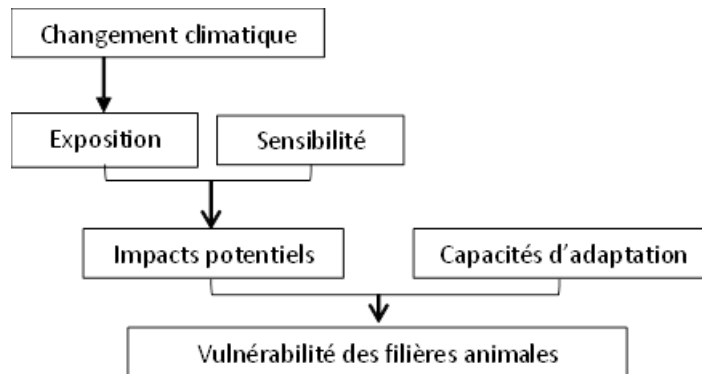 Changement climatique
Exposition
Sensibilité
Impacts potentiels
Capacités d'adaptation
Vulnérabilité des filières animales